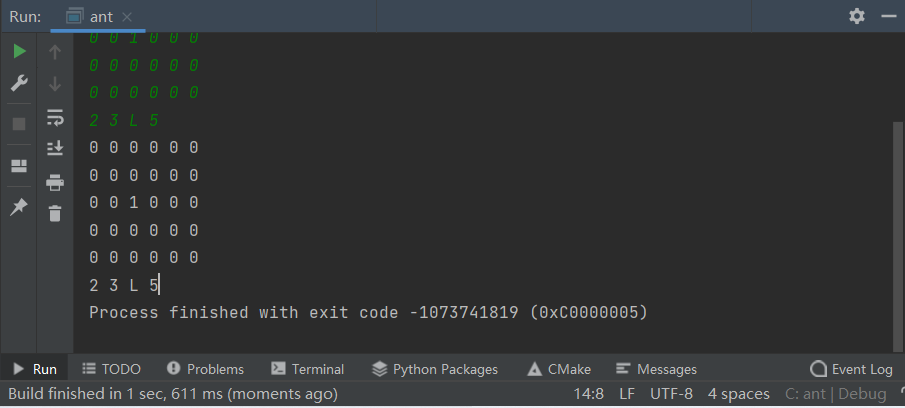 Run: ant
0 0 1 0 0 0
0 0 0 0 0 0
0 0 0 0 0 0
2 3 L 5
0 0 0 0 0 0
0 0 0 0 0 0
0 0 1 0 0 0
0 0 0 0 0 0
0 0 0 0 0 0
2 3 L 5
Process finished with exit code -1073741819 (0xC0000005)
Run TODO Problems Terminal Python Packages CMake Messages Event Log
Build finished in 1 sec, 611 ms (moments ago) 14:8 LF UTF-8 4 spaces C: ant | Debug